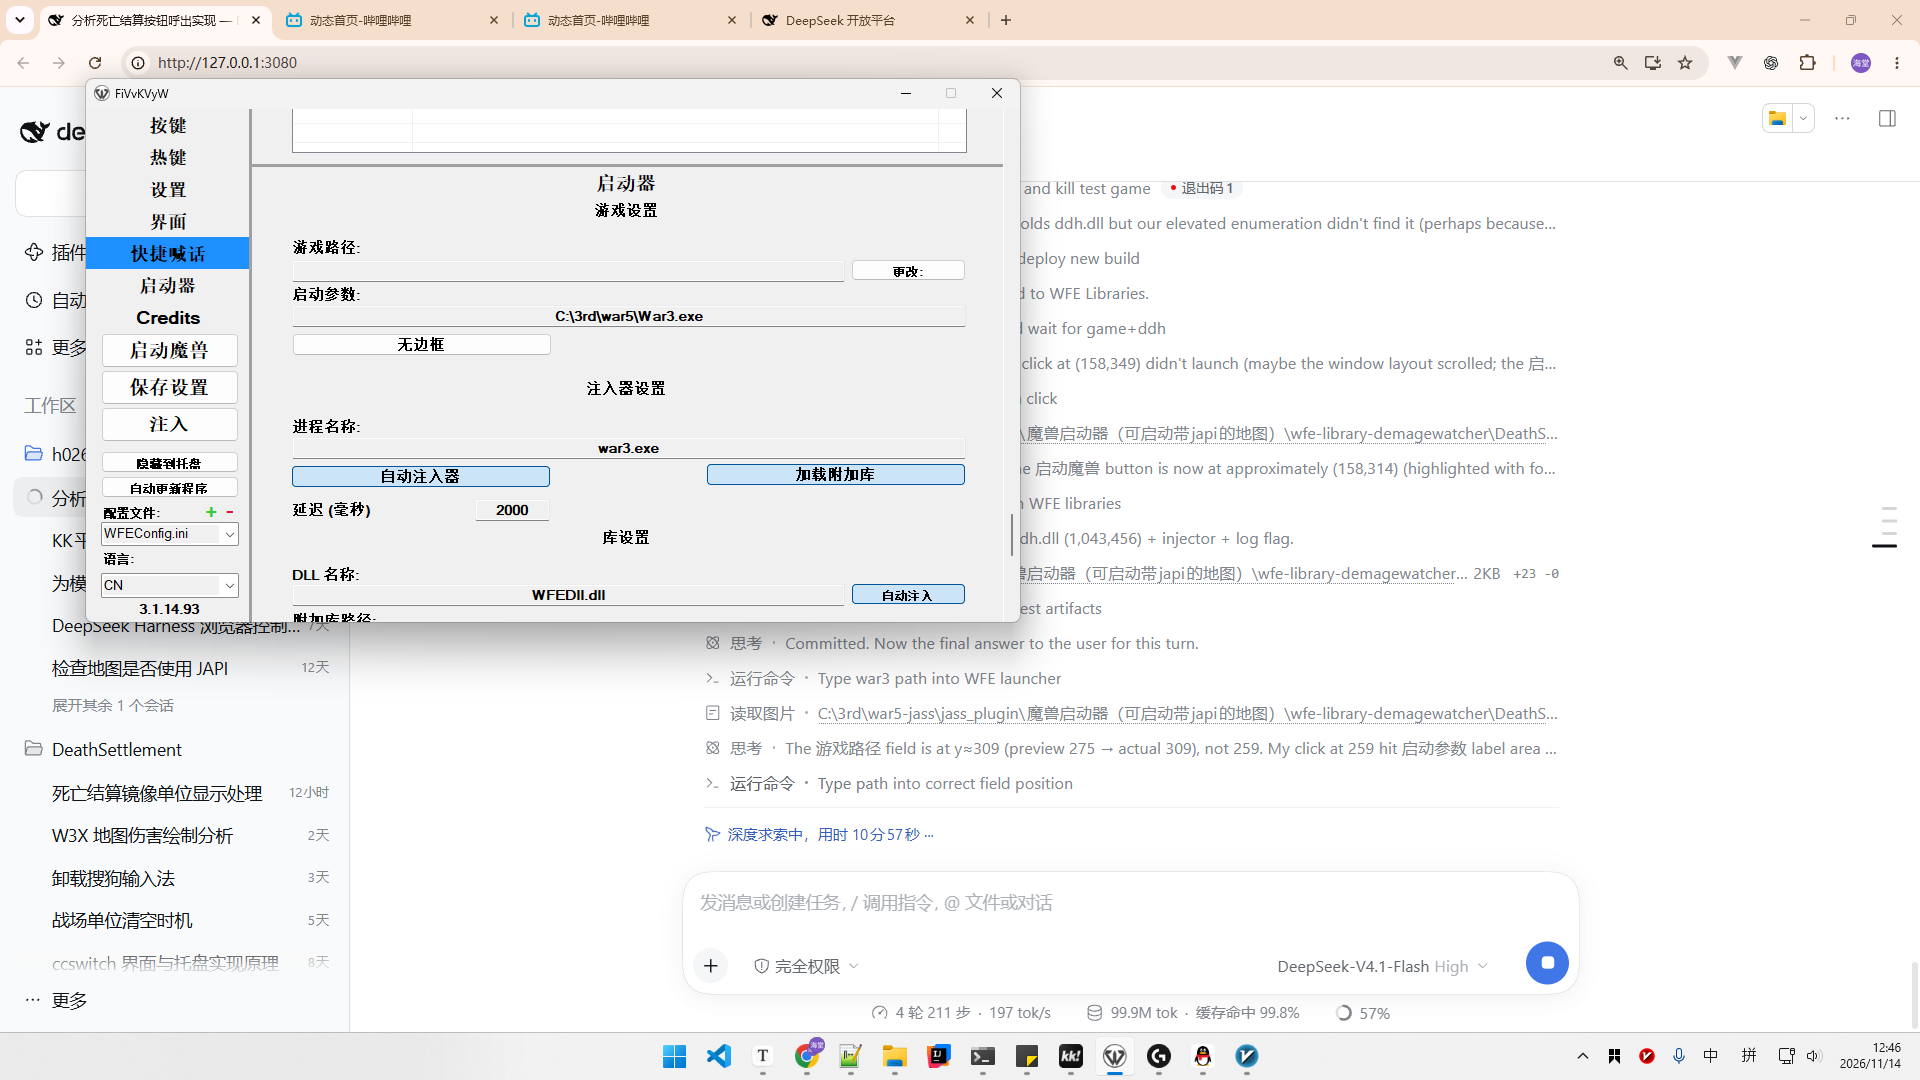 分析死亡结算按钮呼出实现 —
动态首页-哔哩哔哩
动态首页-哔哩哔哩
DeepSeek 开放平台
http://127.0.0.1:3080
海堂
FiVvKVyW
按键
热键
设置
界面
快捷喊话
启动器
Credits
启动魔兽
保存设置
注入
隐藏到托盘
自动更新程序
配置文件:
+ -
WFEConfig.ini
语言:
CN
3.1.14.93
启动器
游戏设置
游戏路径:
更改:
启动参数:
C:\3rd\war5\War3.exe
无边框
注入器设置
进程名称:
war3.exe
自动注入器
加载附加库
延迟 (毫秒)
2000
库设置
DLL 名称:
WFEDll.dll
自动注入
附加库路径:
插件
自动
更多
工作区
h026
分析
KK平
为模
DeepSeek Harness 浏览器控制... 7天
检查地图是否使用 JAPI 12天
展开其余 1 个会话
DeathSettlement
死亡结算镜像单位显示处理 12小时
W3X 地图伤害绘制分析 2天
卸载搜狗输入法 3天
战场单位清空时机 5天
ccswitch 界面与托盘实现原理 8天
更多
and kill test game 退出码 1
olds ddh.dll but our elevated enumeration didn't find it (perhaps because...
deploy new build
d to WFE Libraries.
d wait for game+ddh
click at (158,349) didn't launch (maybe the window layout scrolled; the 启...
n click
\魔兽启动器（可启动带japi的地图）\wfe-library-demagewatcher\DeathS...
he 启动魔兽 button is now at approximately (158,314) (highlighted with fo...
n WFE libraries
dh.dll (1,043,456) + injector + log flag.
兽启动器（可启动带japi的地图）\wfe-library-demagewatcher... 2KB +23 -0
est artifacts
思考 · Committed. Now the final answer to the user for this turn.
运行命令 · Type war3 path into WFE launcher
读取图片 · C:\3rd\war5-jass\jass_plugin\魔兽启动器（可启动带japi的地图）\wfe-library-demagewatcher\DeathS...
思考 · The 游戏路径 field is at y≈309 (preview 275 → actual 309), not 259. My click at 259 hit 启动参数 label area ...
运行命令 · Type path into correct field position
深度求索中，用时 10分57秒 ···
发消息或创建任务, / 调用指令, @ 文件或对话
完全权限
DeepSeek-V4.1-Flash High
4 轮 211 步 · 197 tok/s
99.9M tok · 缓存命中 99.8%
57%
中
拼
12:46
2026/11/14